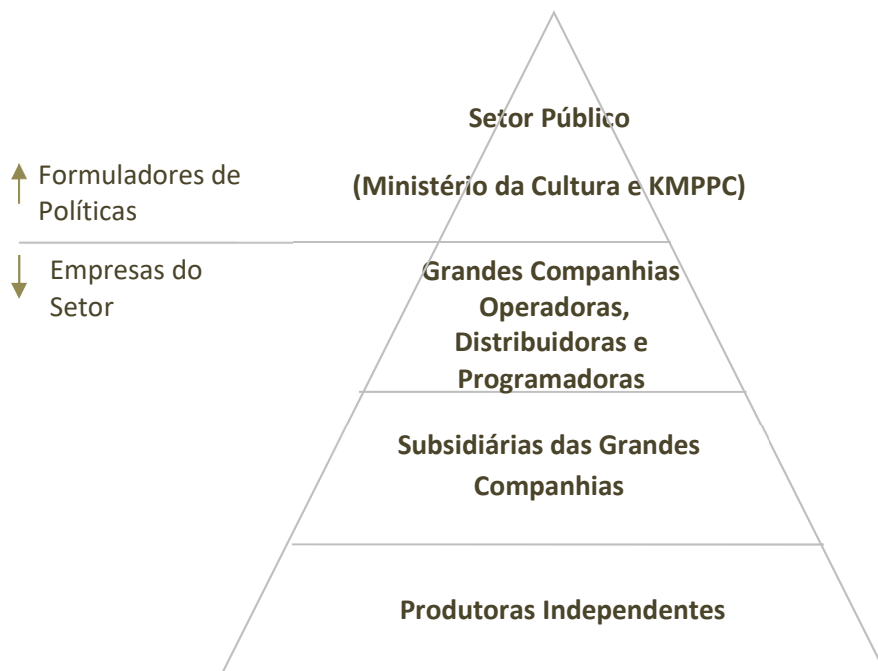 Setor Público
(Ministério da Cultura e KMPPC)
Formuladores de
Políticas
Empresas do
Setor
Grandes Companhias
Operadoras,
Distribuidoras e
Programadoras
Subsidiárias das Grandes
Companhias
Produtoras Independentes